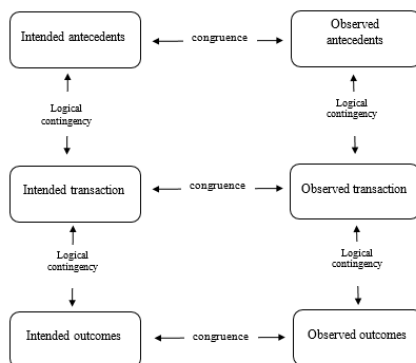 Intended antecedents
congruence
Observed
antecedents
Logical
contingency
Logical
contingency
Intended transaction
congruence
Observed transaction
Logical
contingency
Logical
contingency
Intended outcomes
congruence
Observed outcomes